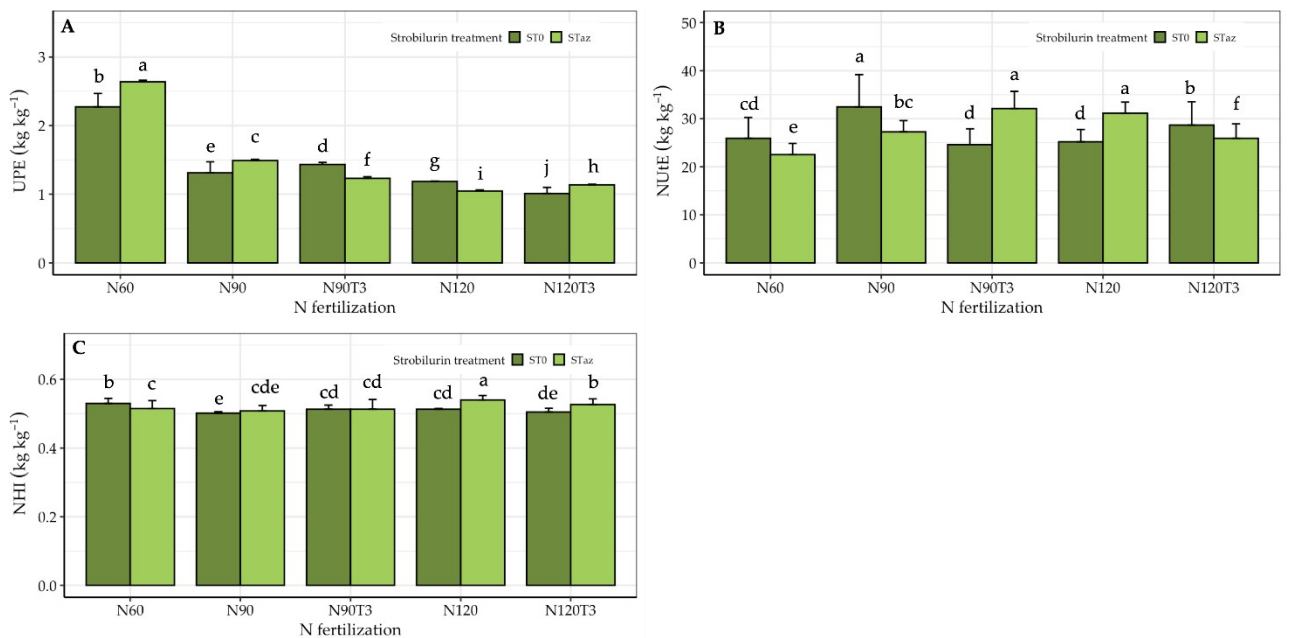 A
Strobilurin treatment ST0 STaz
UPE (kg kg⁻¹)
3
2
1
0
b a e c d f g i j h
N60 N90 N90T3 N120 N120T3
N fertilization
B
Strobilurin treatment ST0 STaz
NUtE (kg kg⁻¹)
50
40
30
20
10
0
cd e a bc d a d a b f
N60 N90 N90T3 N120 N120T3
N fertilization
C
Strobilurin treatment ST0 STaz
NHI (kg kg⁻¹)
0.6
0.4
0.2
0.0
b c e cde cd cd cd a de b
N60 N90 N90T3 N120 N120T3
N fertilization